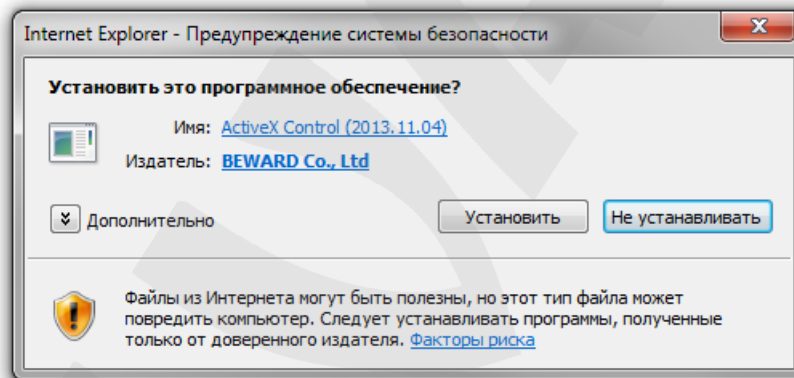 Internet Explorer - Предупреждение системы безопасности
Установить это программное обеспечение?
Имя: ActiveX Control (2013.11.04)
Издатель: BEWARD Co., Ltd
Дополнительно
Установить
Не устанавливать
Файлы из Интернета могут быть полезны, но этот тип файла может
повредить компьютер. Следует устанавливать программы, полученные
только от доверенного издателя. Факторы риска